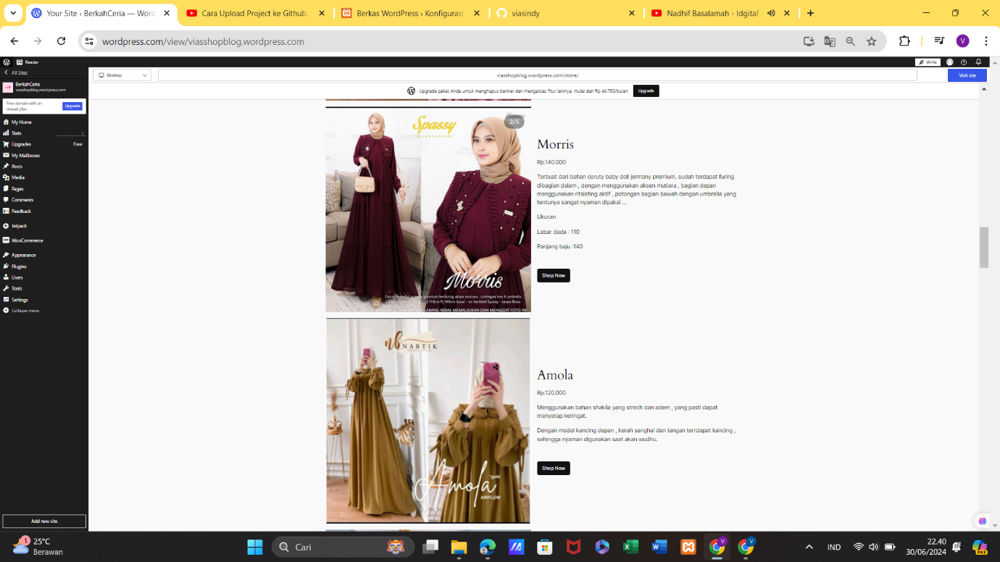 Your Site ‹ BerkahCeria — Word
Cara Upload Project ke Github.
Berkas WordPress › Konfigurasi
viasindy
Nadhif Basalamah - Idgitaf
wordpress.com/view/viasshopblog.wordpress.com
V
Reader
Write
All Sites
BerkahCeria
viasshopblog.wordpress.com
Desktop
viasshopblog.wordpress.com/store/
Visit site
Upgrade paket Anda untuk menghapus banner dan mengakses fitur lainnya, mulai dari Rp 44.700/bulan
Upgrade
Free domain with an
annual plan
Upgrade
My Home
Stats
Upgrades
Free
My Mailboxes
Posts
Media
Pages
Comments
Feedback
Jetpack
WooCommerce
Appearance
Plugins
Users
Tools
Settings
Collapse menu
Add new site
Spassy
2/5
Morris
Morris
Rp.140.000
Terbuat dari bahan ceruty baby doll jermany premium, sudah terdapat furing
dibagian dalam , dengan menggunakan aksen mutiara , bagian depan
menggunakan ritsleting aktif , potongan bagian bawah dengan umbrella yang
tentunya sangat nyaman dipakai ...
Ukuran
Lebar dada : 110
Panjang baju :140
Shop Now
nb NABTIK
Amola
"gold
AIRFLOW
Amola
Rp.120.000
Menggunakan bahan shakila yang strech dan adem , yang pasti dapat
menyerap keringat.
Dengan model kancing depan , kerah sanghai dan tangan terrdapat kancing ,
sehingga nyaman digunakan saat akan wudhu.
Shop Now
1
25°C
Berawan
Cari
IND
22.40
30/06/2024
PRE